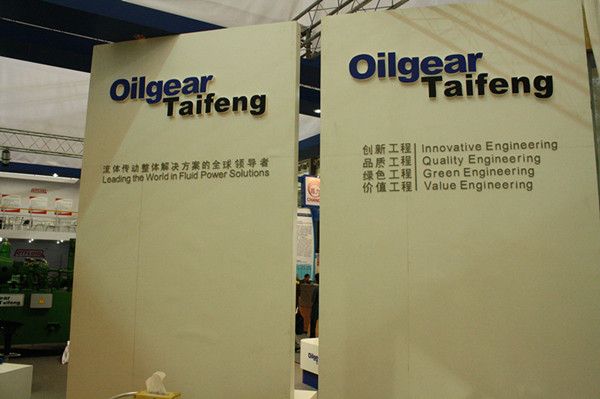 Oilgear
Taifeng
流体传动整体解决方案的全球领导者
Leading the World in Fluid Power Solutions
Oilgear
Taifeng
创新工程 Innovative Engineering
品质工程 Quality Engineering
绿色工程 Green Engineering
价值工程 Value Engineering
Taifeng